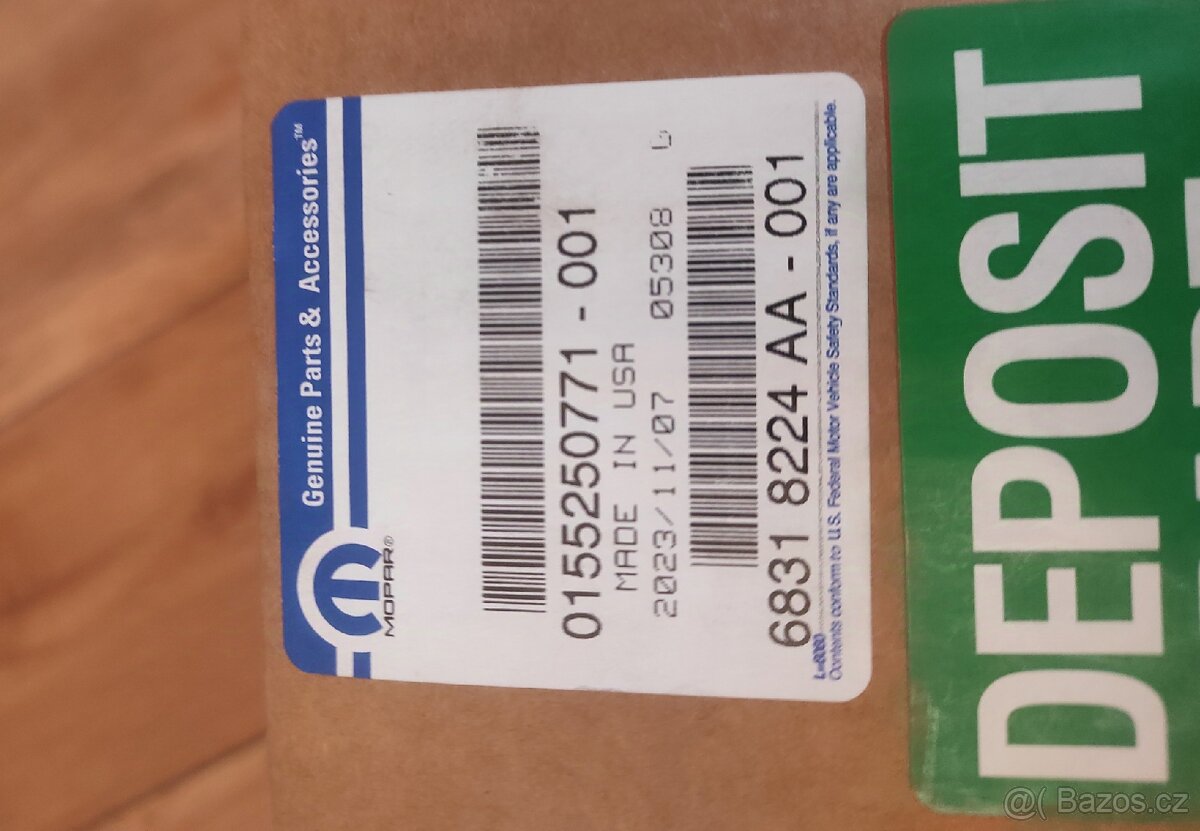 Genuine Parts & Accessories™
MOPAR®
0155250771 - 001
MADE IN USA
2023/11/07 05308 L
6831 8224 AA - 001
L=8080
Contents conform to U.S. Federal Motor Vehicle Safety Standards, if any are applicable.
DEPOSIT
@( Bazos.cz